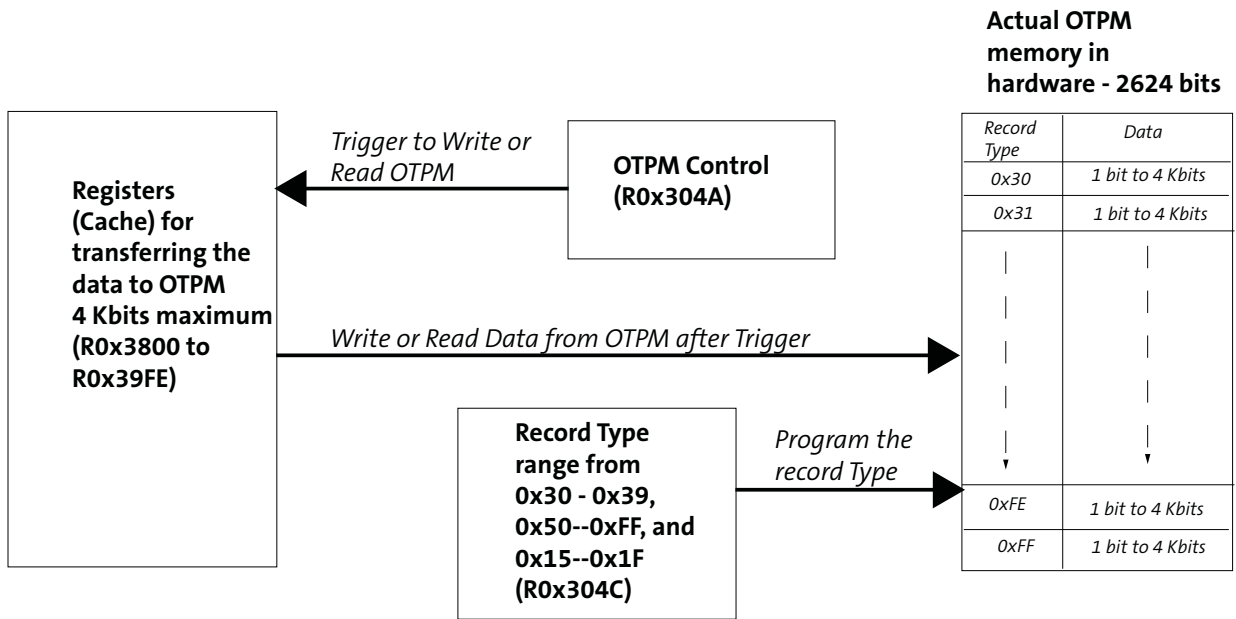 Actual OTPM
memory in
hardware - 2624 bits
Trigger to Write or
Read OTPM
OTPM Control
(R0x304A)
Registers
(Cache) for
transferring the
data to OTPM
4 Kbits maximum
(R0x3800 to
R0x39FE)
Write or Read Data from OTPM after Trigger
Record Type
range from
0x30 - 0x39,
0x50--0xFF, and
0x15--0x1F
(R0x304C)
Program the
record Type
Record
Type
Data
0x30
1 bit to 4 Kbits
0x31
1 bit to 4 Kbits
0xFE
1 bit to 4 Kbits
0xFF
1 bit to 4 Kbits